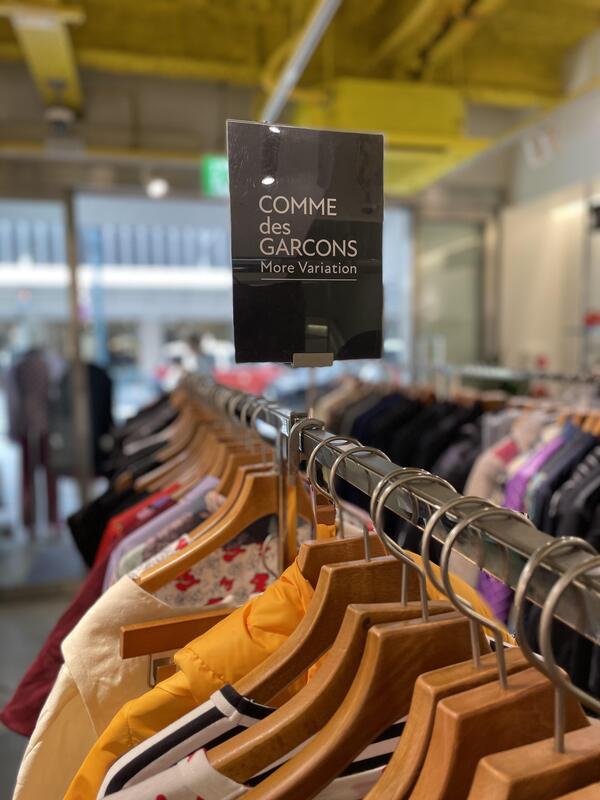 COMME
des
GARCONS
More Variation